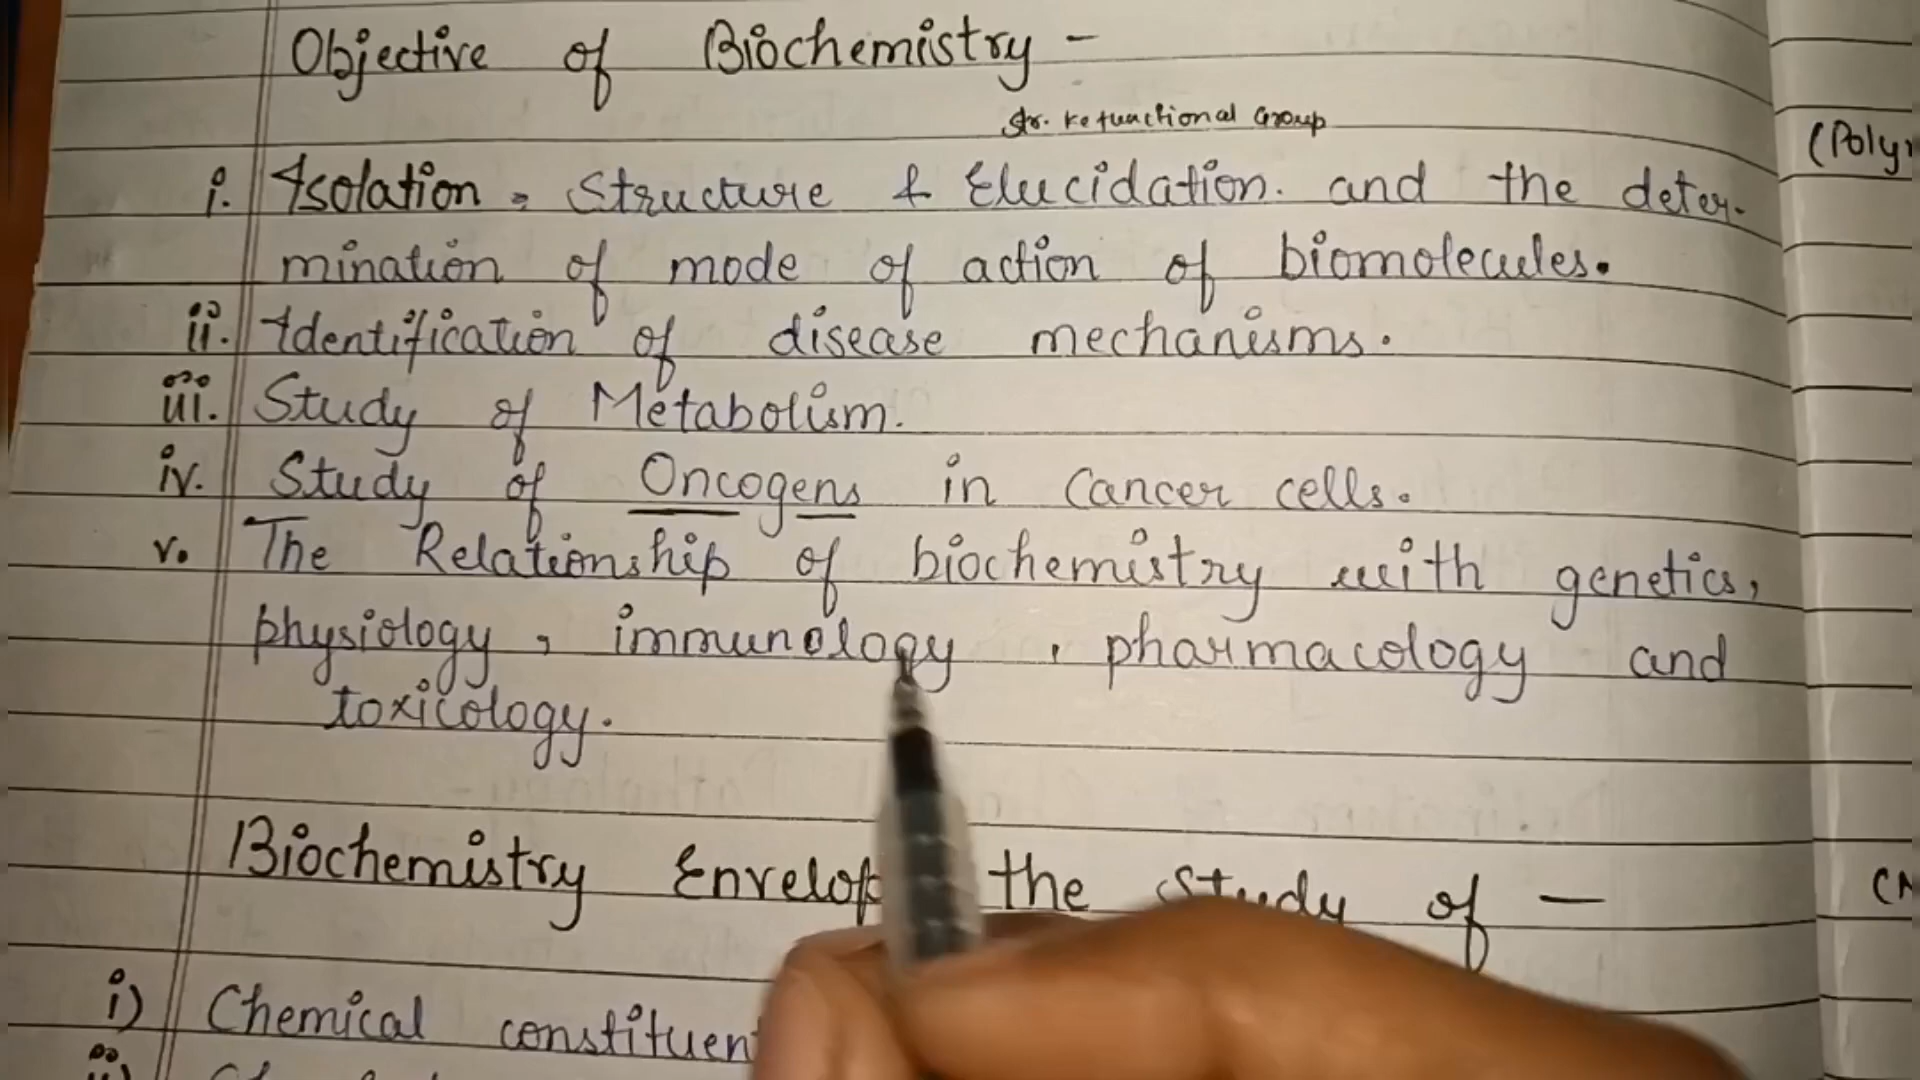 Objective of Biochemistry -
str. ke functional Group
i. Isolation, Structure & Elucidation. and the deter-
mination of mode of action of biomolecules.
ii. Identification of disease mechanisms.
iii. Study of Metabolism.
iv. Study of Oncogens in Cancer cells.
v. The Relationship of biochemistry with genetics,
physiology, immunology, pharmacology and
toxicology.
Biochemistry Envelop the study of —
i) Chemical constituen
ii)
(Poly